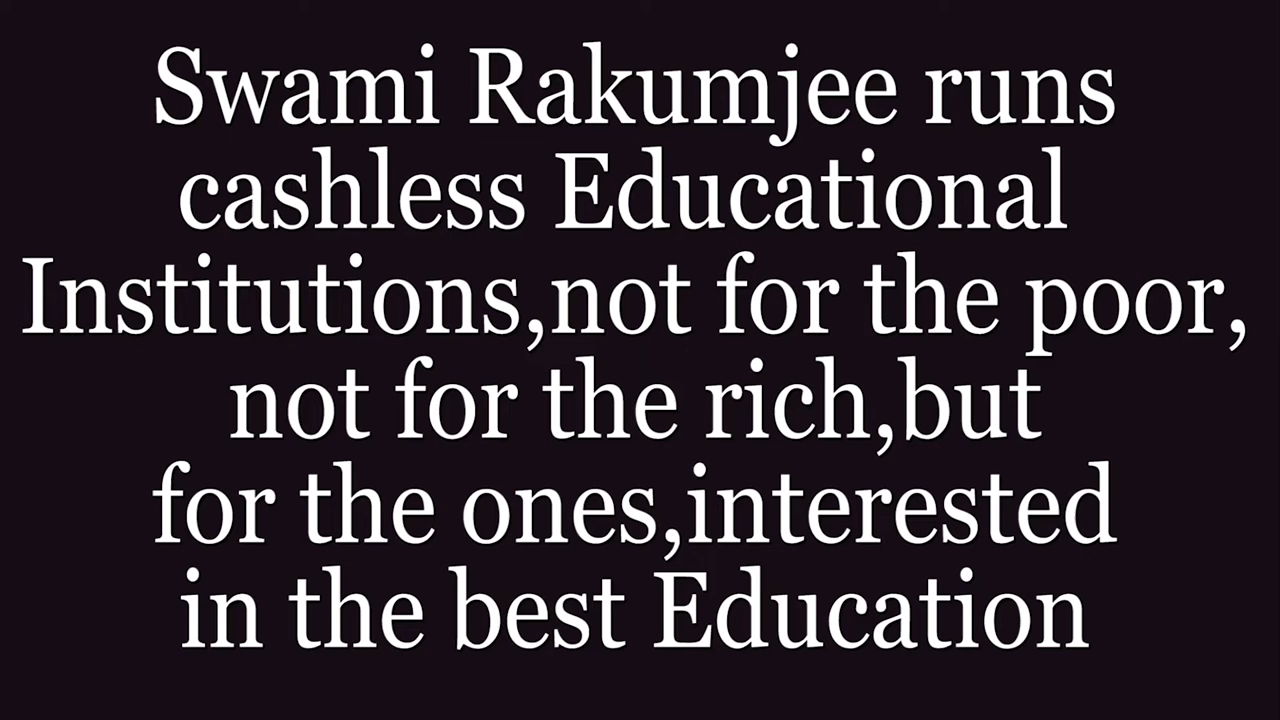 Swami Rakumjee runs
cashless Educational
Institutions,not for the poor,
not for the rich,but
for the ones,interested
in the best Education